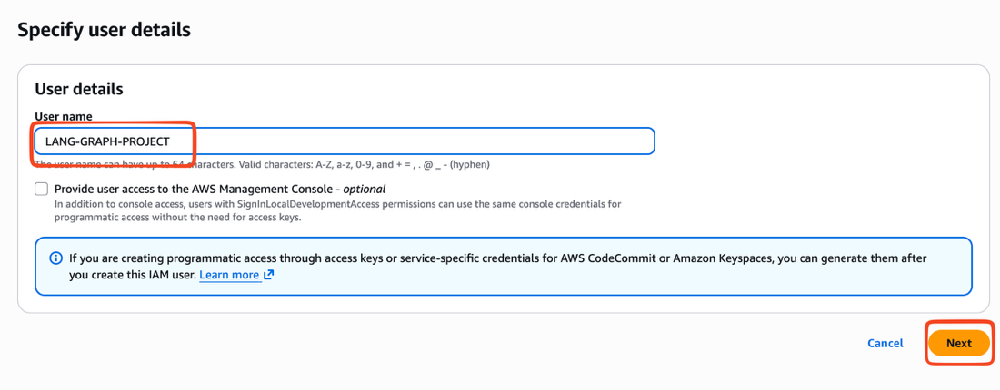 Specify user details
User details
User name
LANG-GRAPH-PROJECT
The user name can have up to 64 characters. Valid characters: A-Z, a-z, 0-9, and + = , . @ _ - (hyphen)
Provide user access to the AWS Management Console - optional
In addition to console access, users with SignInLocalDevelopmentAccess permissions can use the same console credentials for
programmatic access without the need for access keys.
If you are creating programmatic access through access keys or service-specific credentials for AWS CodeCommit or Amazon Keyspaces, you can generate them after
you create this IAM user. Learn more
Cancel
Next